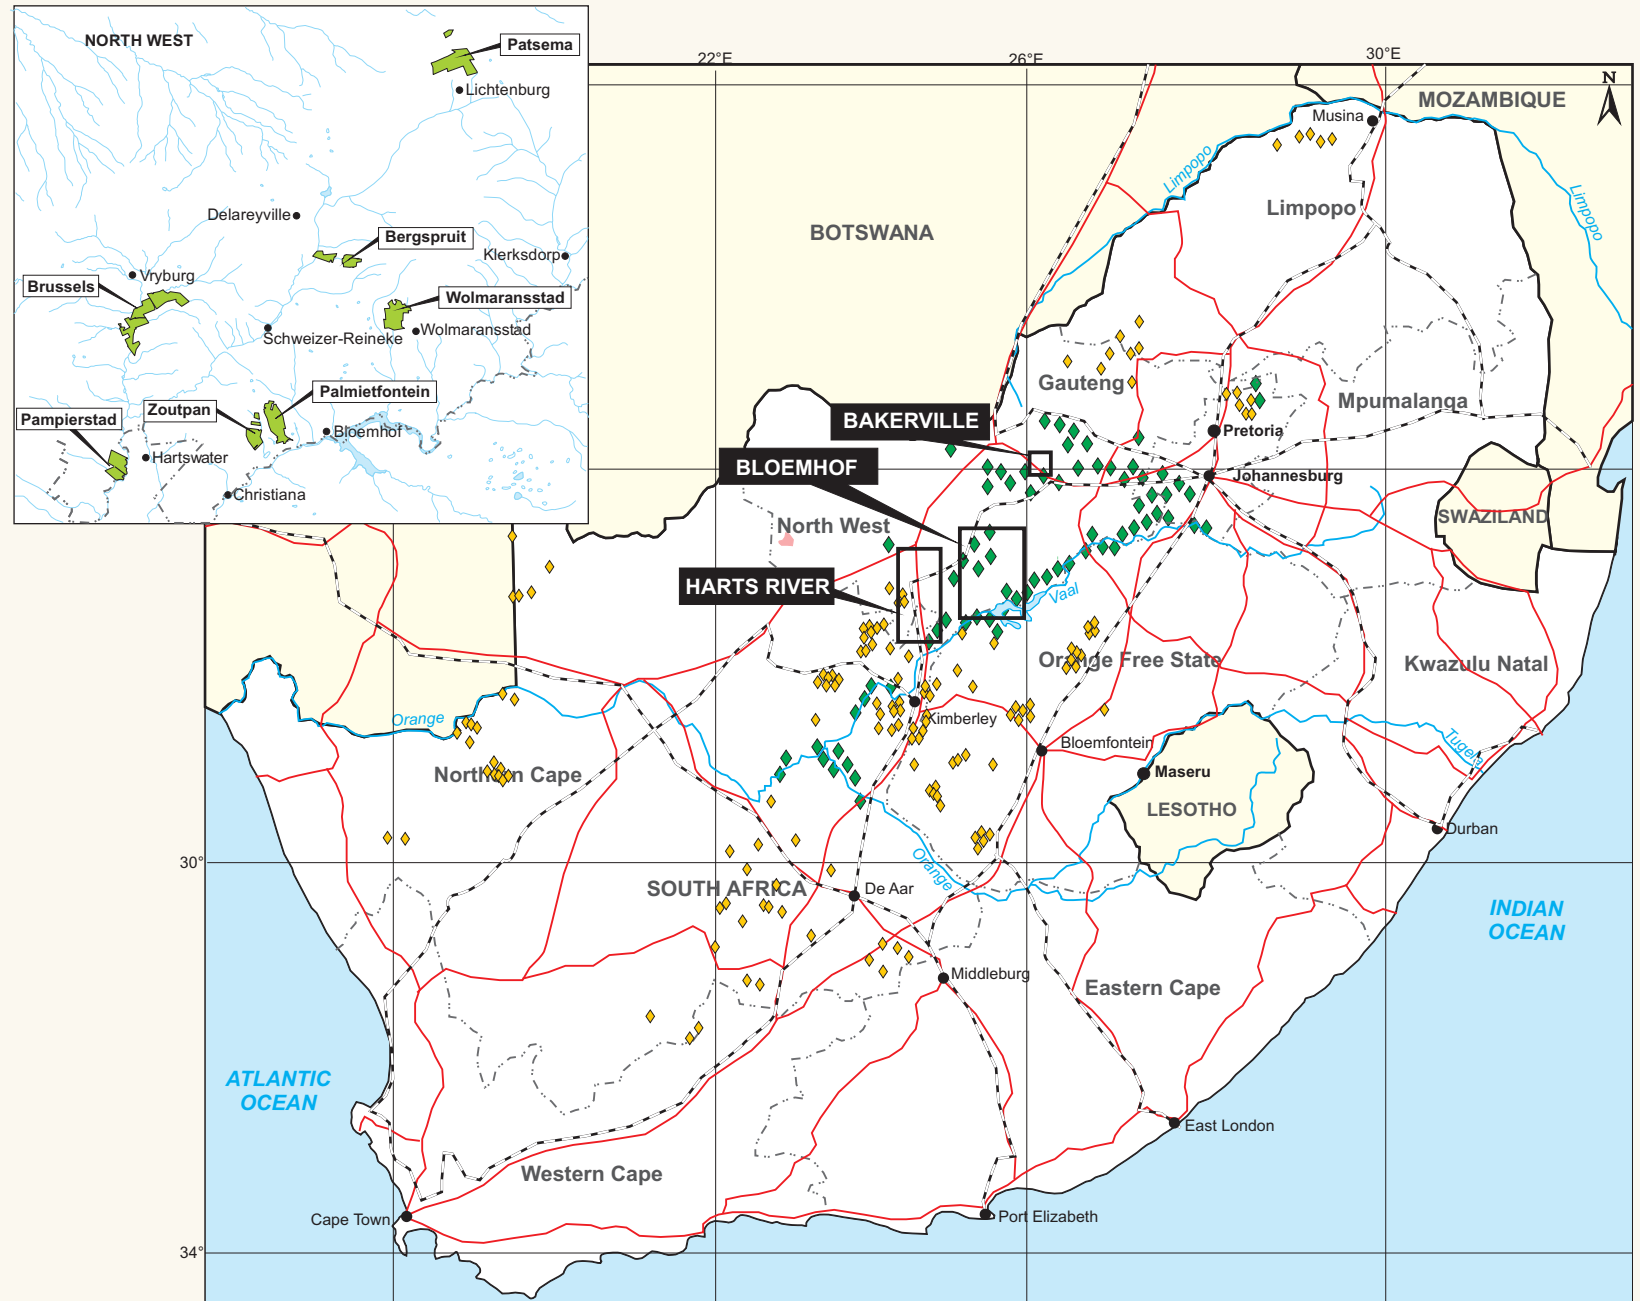 NORTH WEST
Patsema
Lichtenburg
Delareyville
Bergspruit
Klerksdorp
Vryburg
Brussels
Wolmaransstad
Wolmaransstad
Schweizer-Reineke
Palmietfontein
Zoutpan
Pampierstad
Bloemhof
Hartswater
Christiana
22°E
26°E
30°E
N
MOZAMBIQUE
Musina
Limpopo
Limpopo
Limpopo
BOTSWANA
Gauteng
Mpumalanga
BAKERVILLE
Pretoria
BLOEMHOF
Johannesburg
North West
SWAZILAND
HARTS RIVER
Vaal
Orange Free State
Kwazulu Natal
Orange
Kimberley
Bloemfontein
Tugela
Northern Cape
Maseru
LESOTHO
Durban
30°
Orange
SOUTH AFRICA
De Aar
INDIAN
OCEAN
Middleburg
Eastern Cape
ATLANTIC
OCEAN
East London
Western Cape
Cape Town
Port Elizabeth
34°